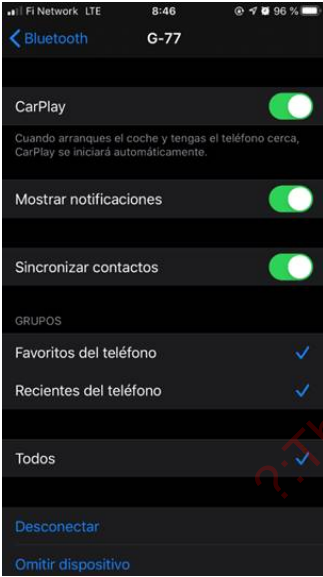 Fi Network LTE 8:46 96 %
Bluetooth G-77
CarPlay
Cuando arranques el coche y tengas el teléfono cerca,
CarPlay se iniciará automáticamente.
Mostrar notificaciones
Sincronizar contactos
GRUPOS
Favoritos del teléfono
Recientes del teléfono
Todos
Desconectar
Omitir dispositivo